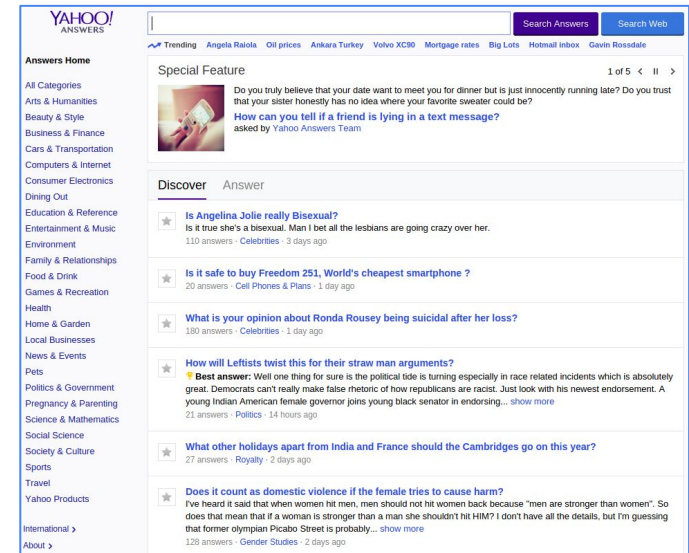 YAHOO!
ANSWERS
Search Answers
Search Web
Trending Angela Raiola Oil prices Ankara Turkey Volvo XC90 Mortgage rates Big Lots Hotmail inbox Gavin Rossdale
Answers Home
All Categories
Arts & Humanities
Beauty & Style
Business & Finance
Cars & Transportation
Computers & Internet
Consumer Electronics
Dining Out
Education & Reference
Entertainment & Music
Environment
Family & Relationships
Food & Drink
Games & Recreation
Health
Home & Garden
Local Businesses
News & Events
Pets
Politics & Government
Pregnancy & Parenting
Science & Mathematics
Social Science
Society & Culture
Sports
Travel
Yahoo Products
International >
About >
Special Feature
1 of 5 < II >
Do you truly believe that your date want to meet you for dinner but is just innocently running late? Do you trust
that your sister honestly has no idea where your favorite sweater could be?
How can you tell if a friend is lying in a text message?
asked by Yahoo Answers Team
Discover Answer
Is Angelina Jolie really Bisexual?
Is it true she's a bisexual. Man I bet all the lesbians are going crazy over her.
110 answers · Celebrities · 3 days ago
Is it safe to buy Freedom 251, World's cheapest smartphone ?
20 answers · Cell Phones & Plans · 1 day ago
What is your opinion about Ronda Rousey being suicidal after her loss?
180 answers · Celebrities · 1 day ago
How will Leftists twist this for their straw man arguments?
Best answer: Well one thing for sure is the political tide is turning especially in race related incidents which is absolutely
great. Democrats can't really make false rhetoric of how republicans are racist. Just look with his newest endorsement. A
young Indian American female governor joins young black senator in endorsing... show more
21 answers · Politics · 14 hours ago
What other holidays apart from India and France should the Cambridges go on this year?
27 answers · Royalty · 2 days ago
Does it count as domestic violence if the female tries to cause harm?
I've heard it said that when women hit men, men should not hit women back because "men are stronger than women". So
does that mean that if a woman is stronger than a man she shouldn't hit HIM? I don't have all the details, but I'm guessing
that former olympian Picabo Street is probably... show more
128 answers · Gender Studies · 2 days ago